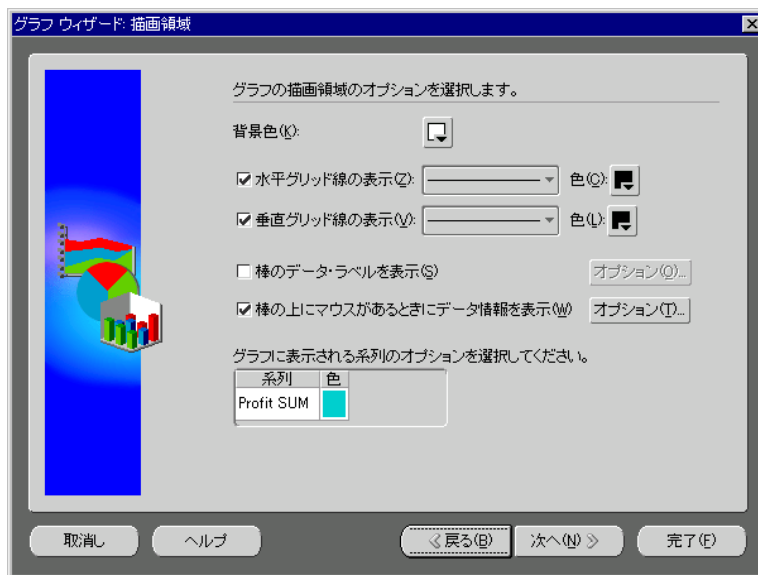 グラフ ウィザード: 描画領域
グラフの描画領域のオプションを選択します。
背景色(K):
水平グリッド線の表示(Z): 色(C):
垂直グリッド線の表示(V): 色(L):
棒のデータ・ラベルを表示(S) オプション(O)...
棒の上にマウスがあるときにデータ情報を表示(W) オプション(T)...
グラフに表示される系列のオプションを選択してください。
系列 色
Profit SUM
取消し ヘルプ 戻る(B) 次へ(N) 完了(F)